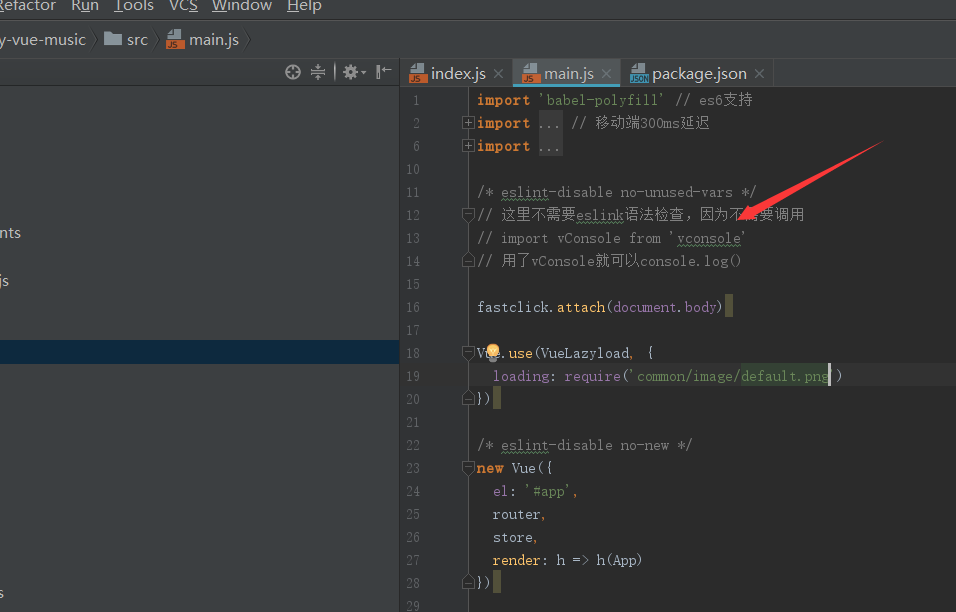 Refactor Run Tools VCS Window Help
y-vue-music src main.js
index.js main.js package.json
1 import 'babel-polyfill' // es6支持
2 import ... // 移动端300ms延迟
6 import ...
10
11 /* eslint-disable no-unused-vars */
12 // 这里不需要eslink语法检查，因为不需要调用
nts
13 // import vConsole from 'vconsole'
14 // 用了vConsole就可以console.log()
js
15
16 fastclick.attach(document.body)
17
18 Vue.use(VueLazyload, {
19 loading: require('common/image/default.png')
20 })
21
22 /* eslint-disable no-new */
23 new Vue({
24 el: '#app',
25 router,
26 store,
27 render: h => h(App)
28 })
s
29